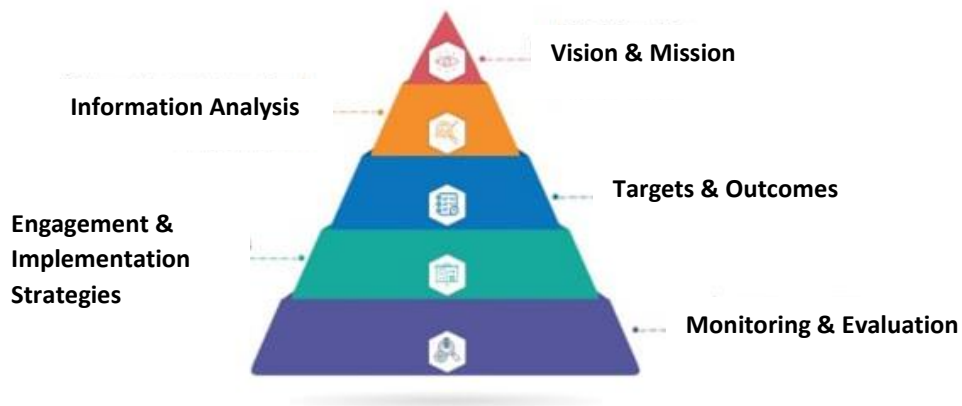 Vision & Mission
Information Analysis
Targets & Outcomes
Engagement &
Implementation
Strategies
Monitoring & Evaluation